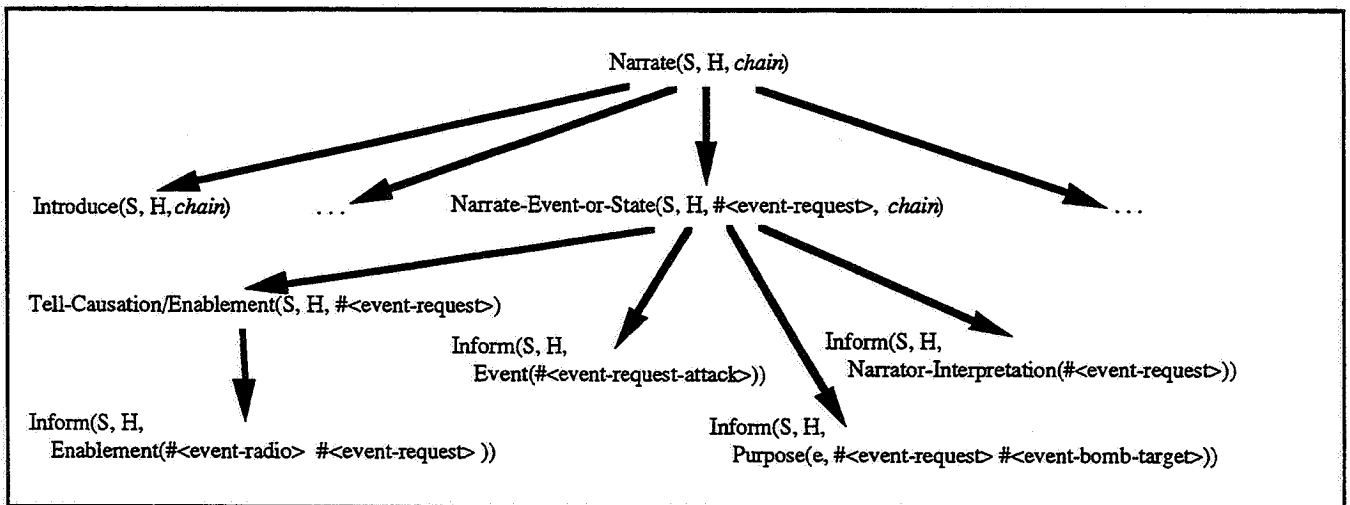 Narrate(S, H, chain)
Introduce(S, H, chain)
. . .
Narrate-Event-or-State(S, H, #<event-request>, chain)
. . .
Tell-Causation/Enablement(S, H, #<event-request>)
Inform(S, H,
Event(#<event-request-attack>))
Inform(S, H,
Narrator-Interpretation(#<event-request>))
Inform(S, H,
Enablement(#<event-radio> #<event-request> ))
Inform(S, H,
Purpose(e, #<event-request> #<event-bomb-target>))